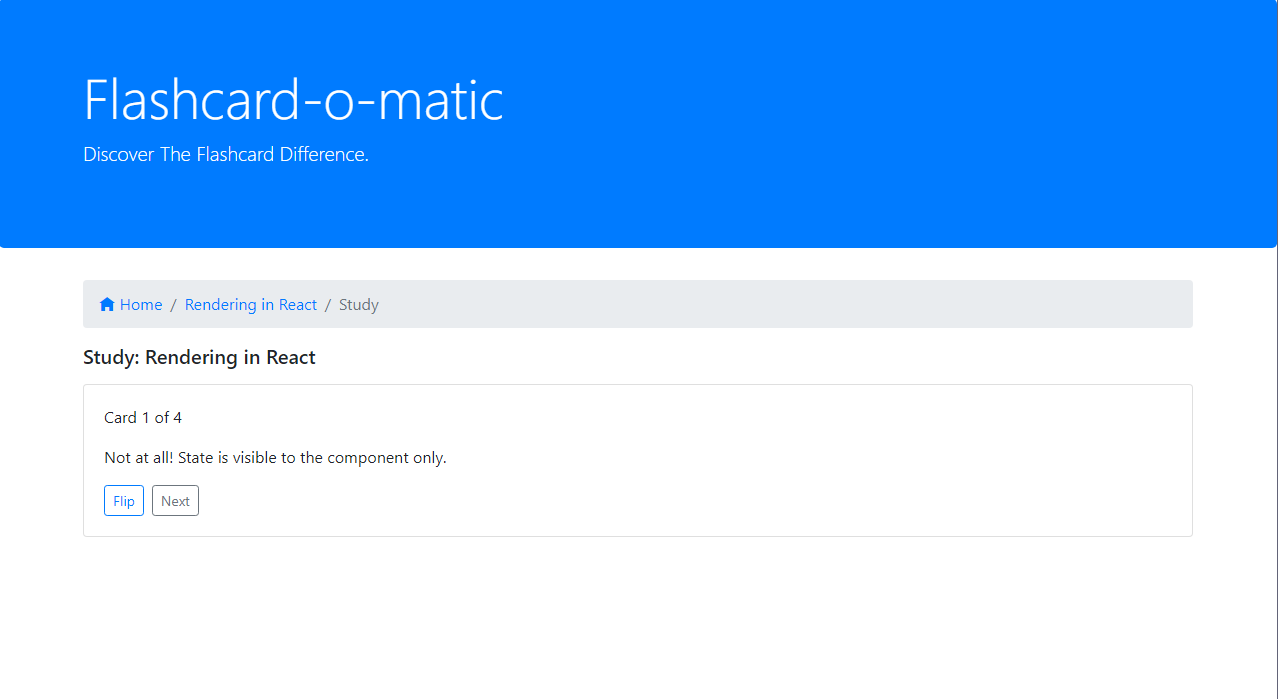 Flashcard-o-matic
Discover The Flashcard Difference.
Home / Rendering in React / Study
Study: Rendering in React
Card 1 of 4
Not at all! State is visible to the component only.
Flip Next